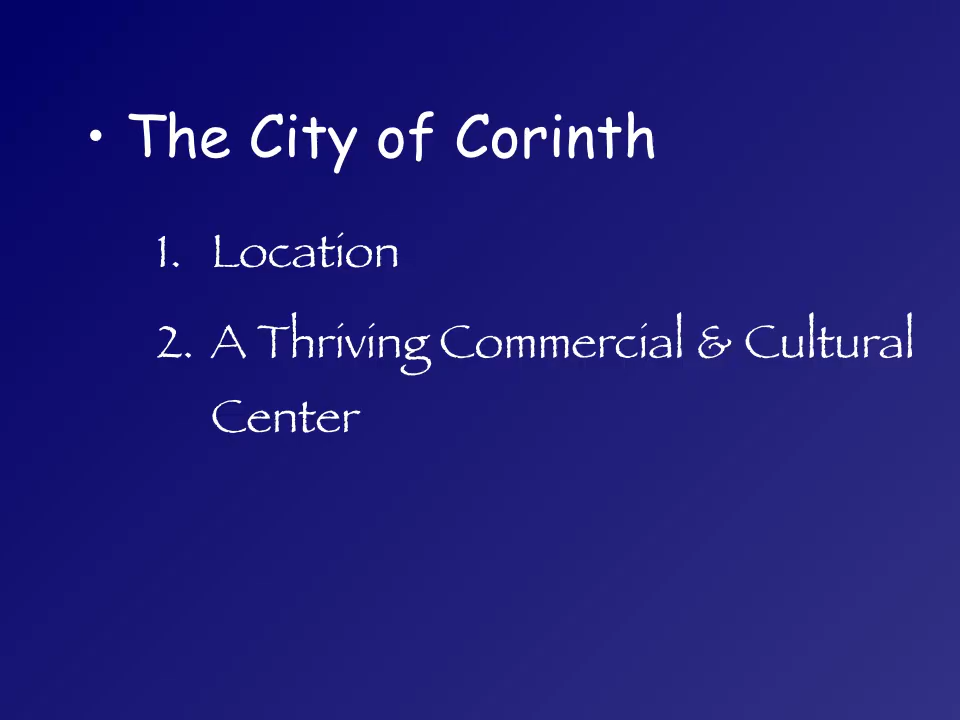 • The City of Corinth
1. Location
2. A Thriving Commercial & Cultural
Center